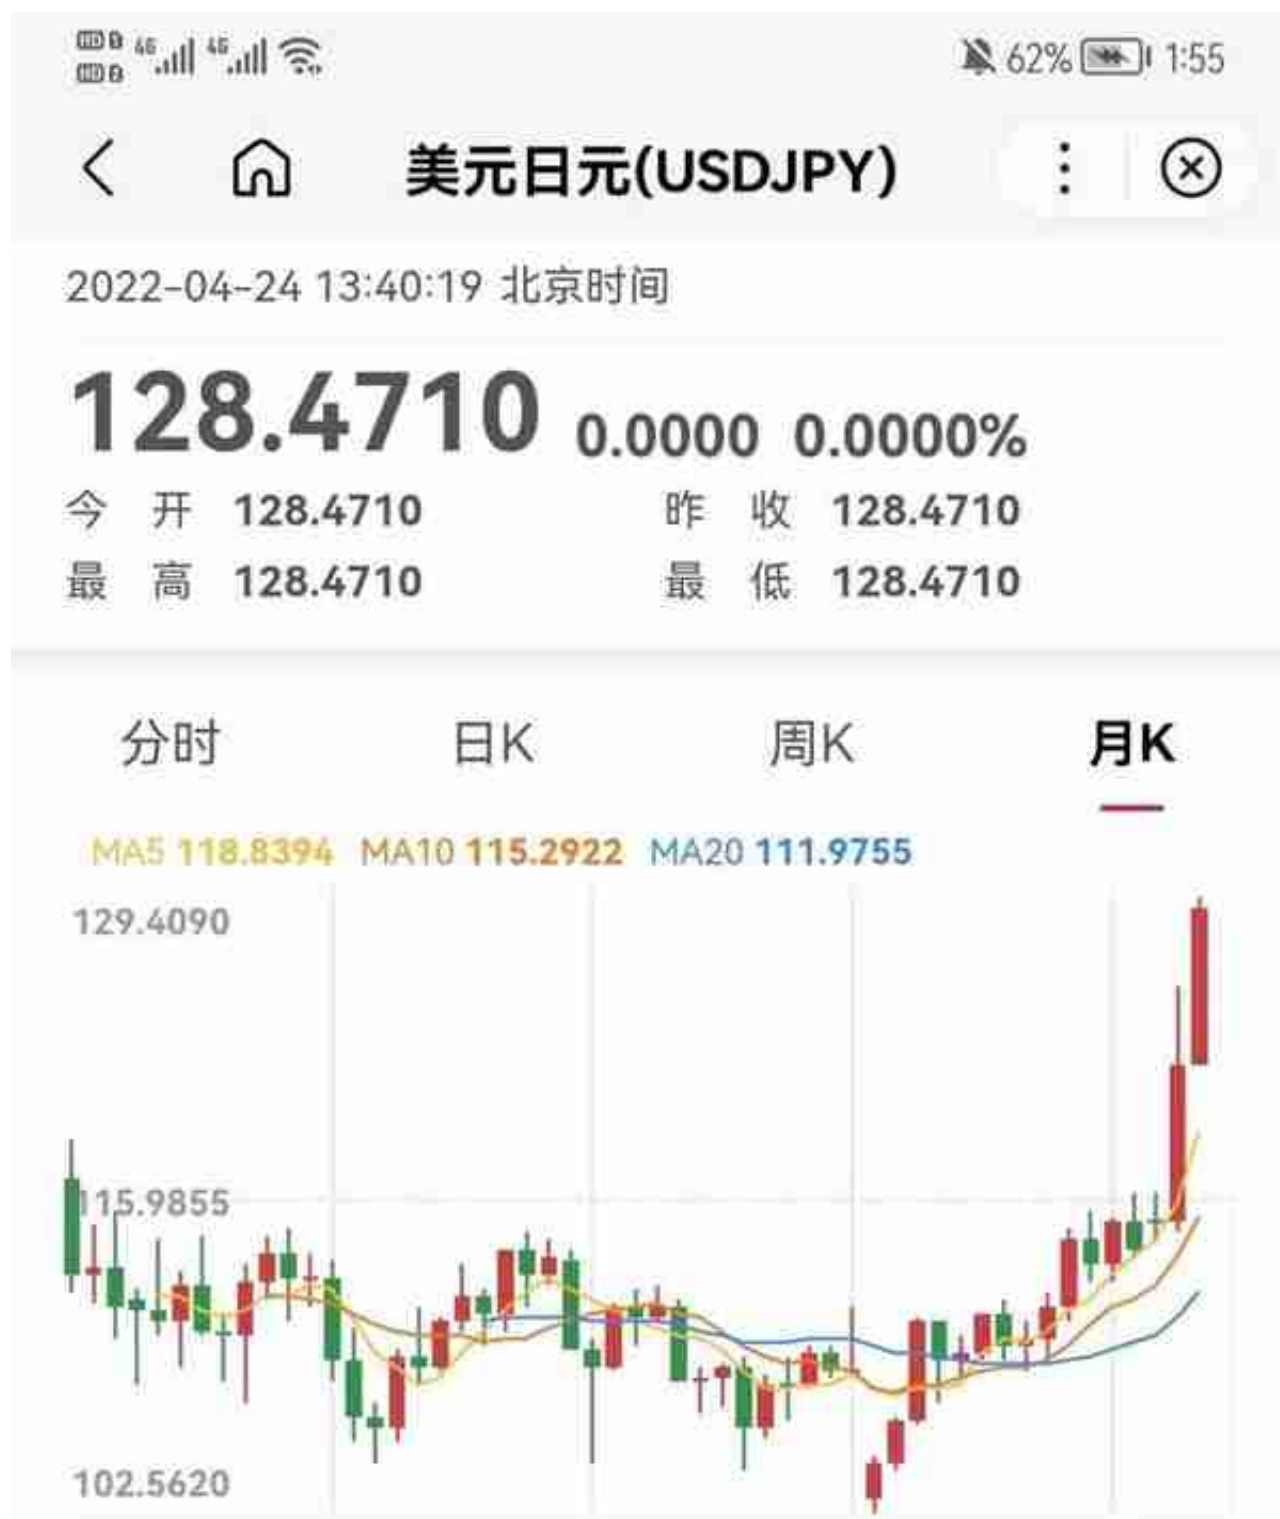 4G 4G 62% 1:55
美元日元(USDJPY)
2022-04-24 13:40:19 北京时间
128.4710 0.0000 0.0000%
今 开 128.4710 昨 收 128.4710
最 高 128.4710 最 低 128.4710
分时 日K 周K 月K
MA5 118.8394 MA10 115.2922 MA20 111.9755
129.4090
115.9855
102.5620